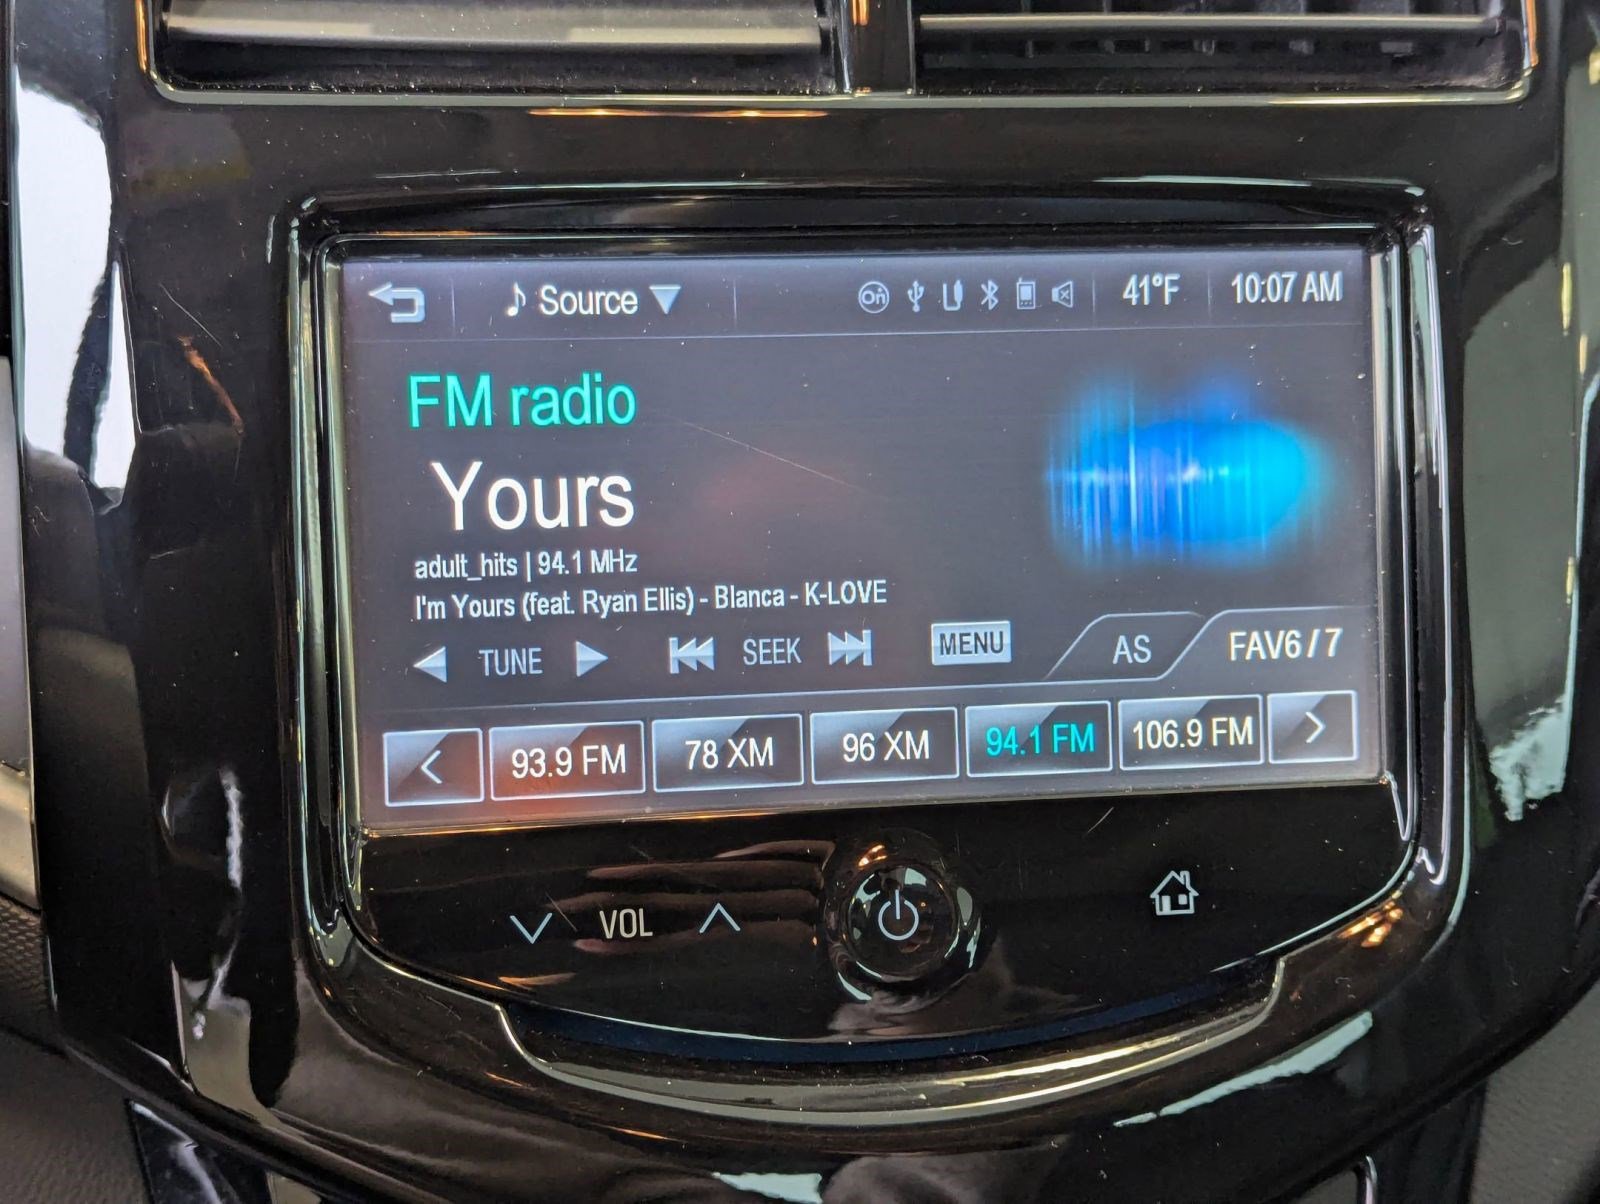 Source On 41°F 10:07 AM
FM radio
Yours
adult_hits | 94.1 MHz
I'm Yours (feat. Ryan Ellis) - Blanca - K-LOVE
TUNE SEEK MENU AS FAV6 / 7
< 93.9 FM 78 XM 96 XM 94.1 FM 106.9 FM >
VOL